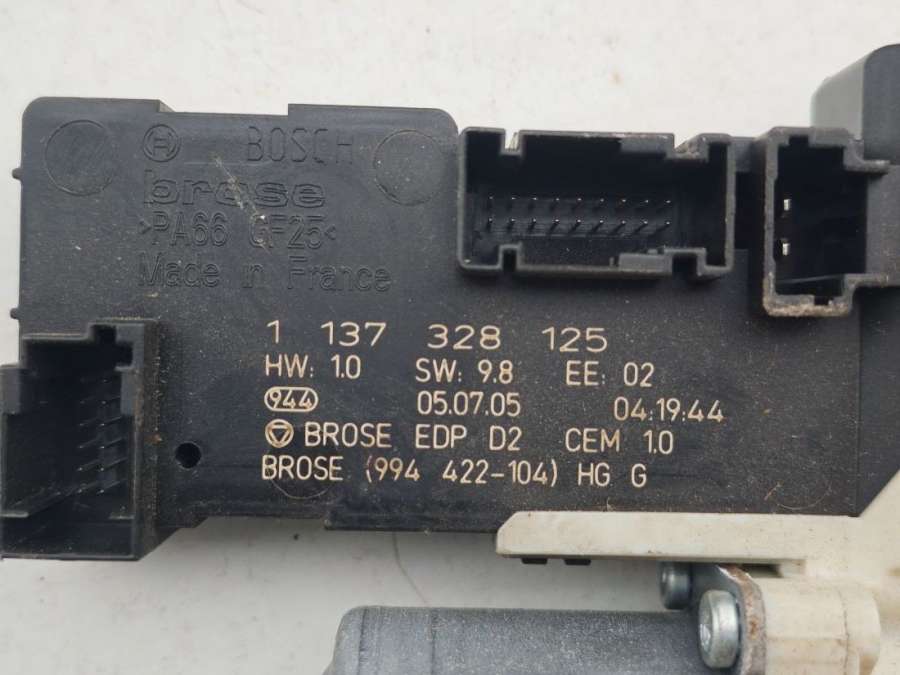 BOSCH
brose
>PA66 GF25<
Made in France
1 137 328 125
HW: 1.0 SW: 9.8 EE: 02
944 05.07.05 04:19:44
BROSE EDP D2 CEM 1.0
BROSE (994 422-104) HG G